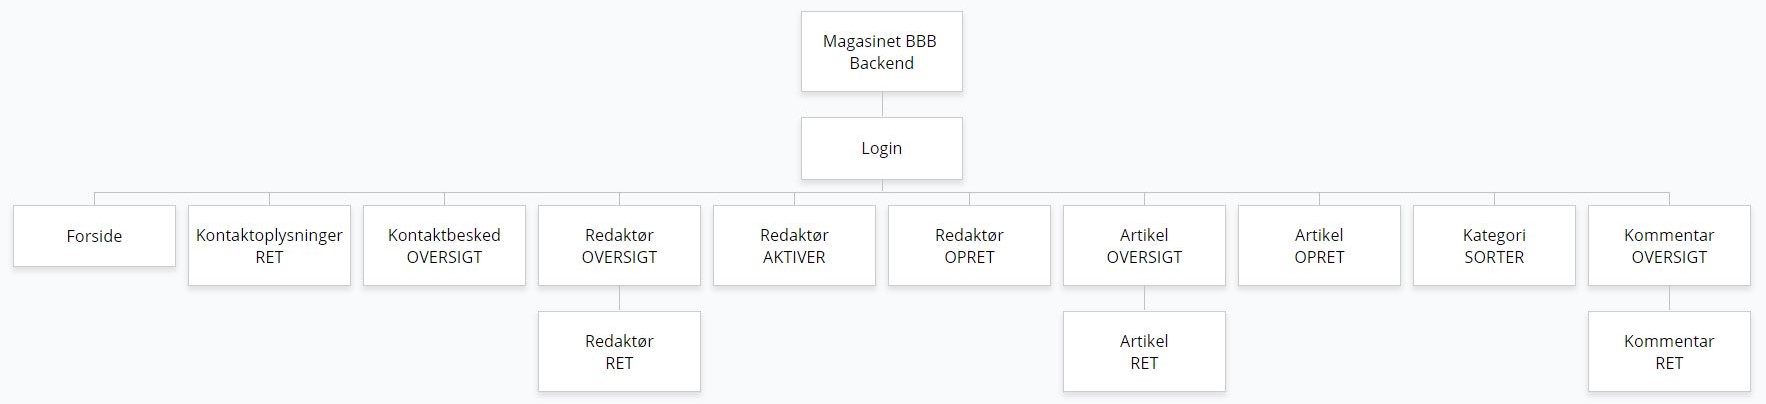 Magasinet BBB
Backend
Login
Forside
Kontaktoplysninger
RET
Kontaktbesked
OVERSIGT
Redaktør
OVERSIGT
Redaktør
AKTIVER
Redaktør
OPRET
Artikel
OVERSIGT
Artikel
OPRET
Kategori
SORTER
Kommentar
OVERSIGT
Redaktør
RET
Artikel
RET
Kommentar
RET